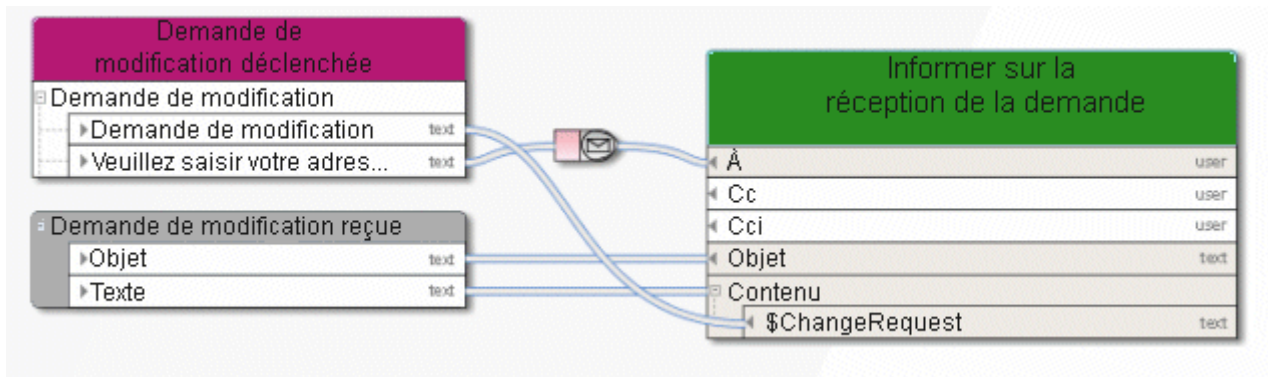 Demande de
modification déclenchée
Demande de modification
Demande de modification text
Veuillez saisir votre adres... text
Demande de modification reçue
Objet text
Texte text
Informer sur la
réception de la demande
À user
Cc user
Cci user
Objet text
Contenu
$ChangeRequest text